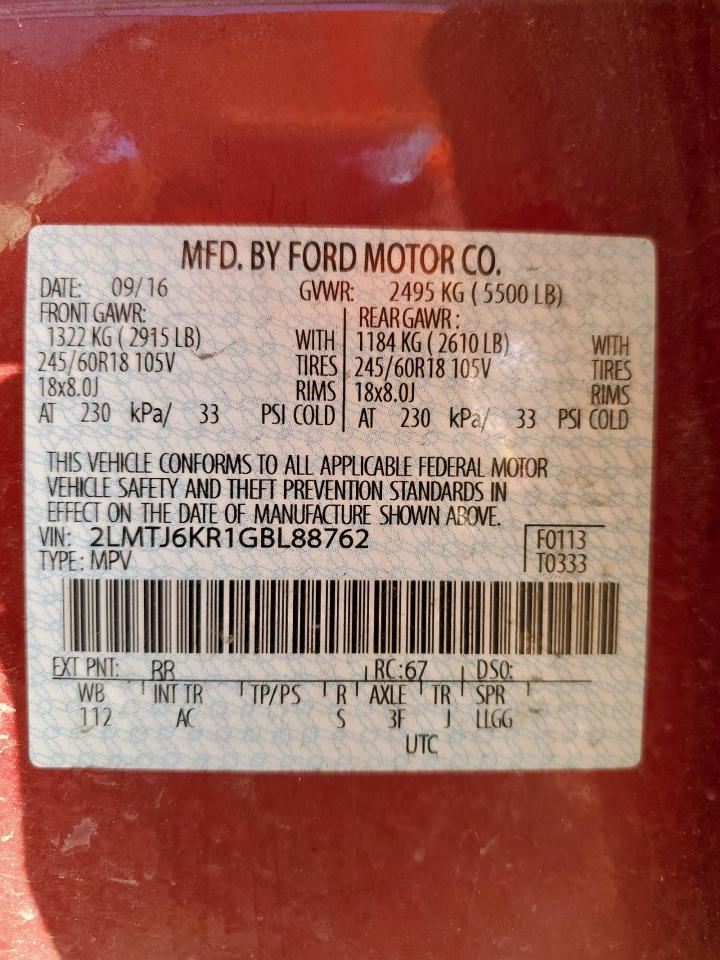 MFD. BY FORD MOTOR CO.
DATE: 09/16 GVWR: 2495 KG ( 5500 LB)
FRONT GAWR: REAR GAWR :
1322 KG ( 2915 LB) WITH 1184 KG ( 2610 LB) WITH
245/60R18 105V TIRES 245/60R18 105V TIRES
18x8.0J RIMS 18x8.0J RIMS
AT 230 kPa/ 33 PSI COLD AT 230 kPa/ 33 PSI COLD
THIS VEHICLE CONFORMS TO ALL APPLICABLE FEDERAL MOTOR
VEHICLE SAFETY AND THEFT PREVENTION STANDARDS IN
EFFECT ON THE DATE OF MANUFACTURE SHOWN ABOVE.
VIN: 2LMTJ6KR1GBL88762 F0113
TYPE: MPV T0333
EXT PNT: RR RC:67 DSO:
WB INT TR TP/PS R AXLE TR SPR
112 AC S 3F J LLGG
UTC